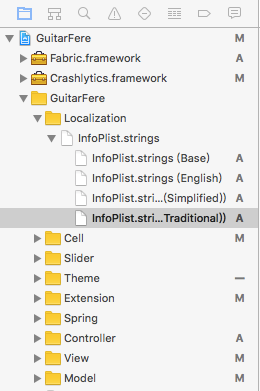 GuitarFere M
Fabric.framework A
Crashlytics.framework M
GuitarFere
Localization
InfoPlist.strings
InfoPlist.strings (Base) A
InfoPlist.strings (English) A
InfoPlist.stri...(Simplified)) A
InfoPlist.stri...Traditional)) A
Cell M
Slider
Theme —
Extension M
Spring
Controller A
View M
Model M